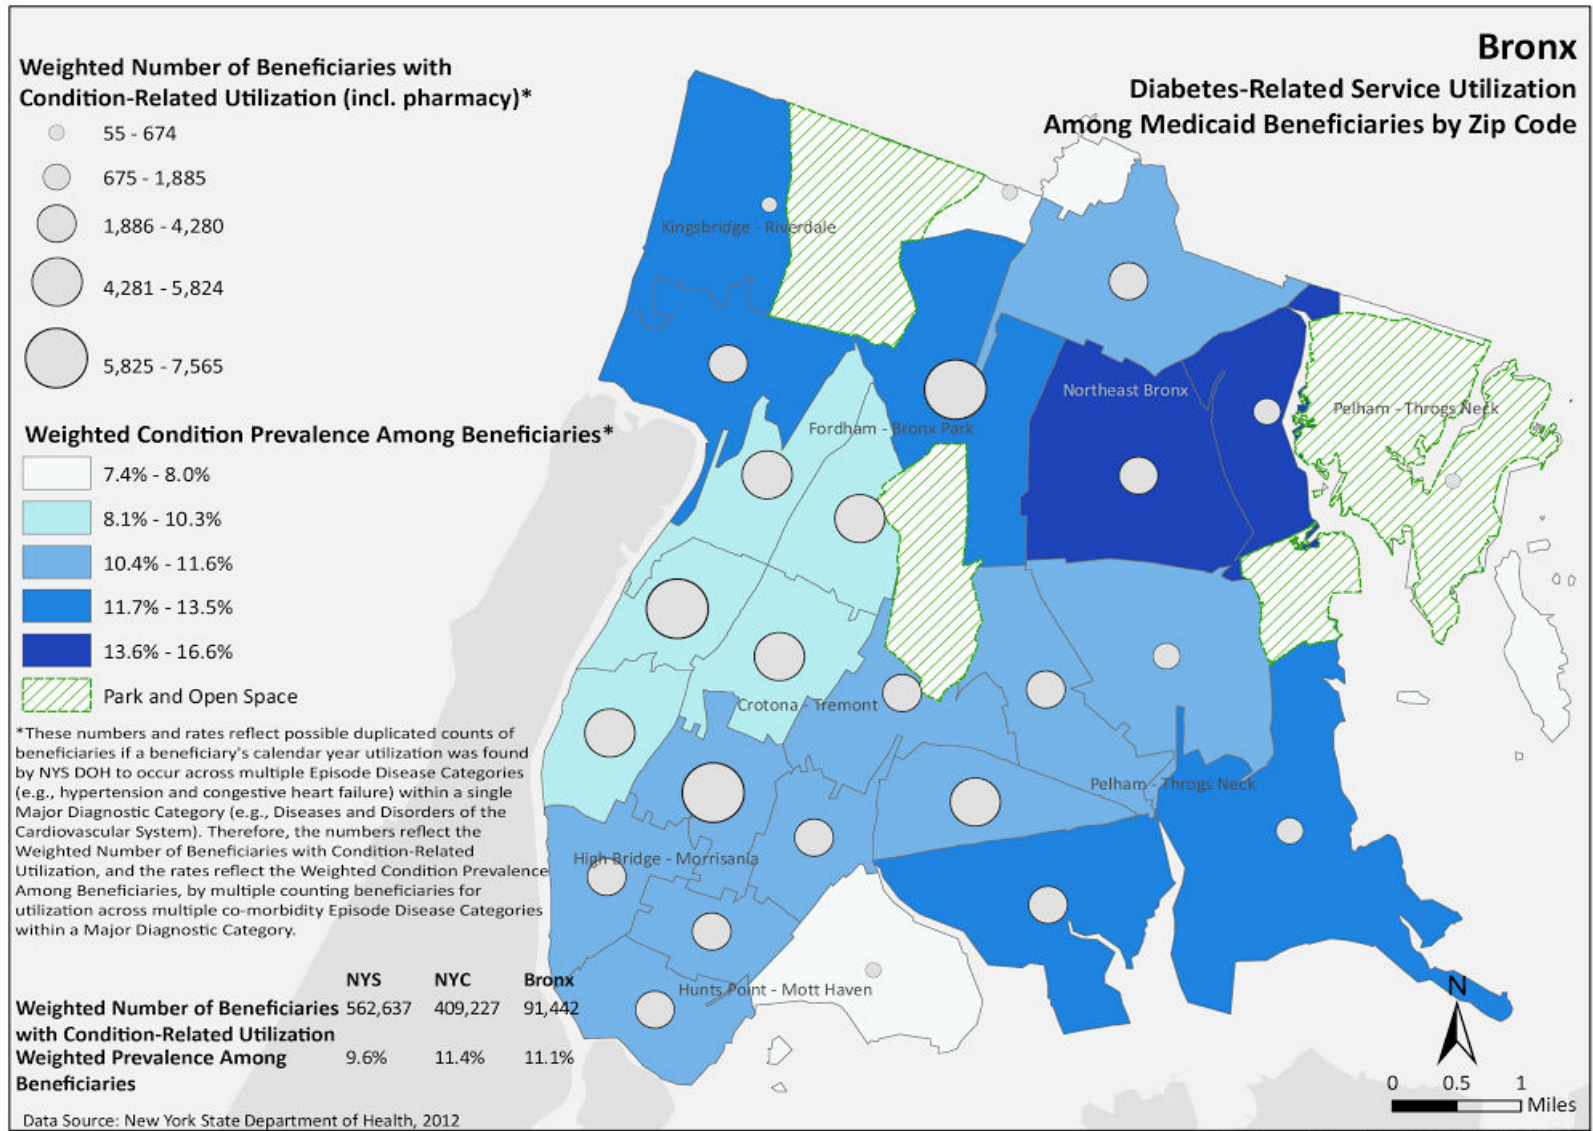 Bronx
Diabetes-Related Service Utilization
Among Medicaid Beneficiaries by Zip Code
Weighted Number of Beneficiaries with
Condition-Related Utilization (incl. pharmacy)*
55 - 674
675 - 1,885
1,886 - 4,280
4,281 - 5,824
5,825 - 7,565
Weighted Condition Prevalence Among Beneficiaries*
7.4% - 8.0%
8.1% - 10.3%
10.4% - 11.6%
11.7% - 13.5%
13.6% - 16.6%
Park and Open Space
*These numbers and rates reflect possible duplicated counts of
beneficiaries if a beneficiary's calendar year utilization was found
by NYS DOH to occur across multiple Episode Disease Categories
(e.g., hypertension and congestive heart failure) within a single
Major Diagnostic Category (e.g., Diseases and Disorders of the
Cardiovascular System). Therefore, the numbers reflect the
Weighted Number of Beneficiaries with Condition-Related
Utilization, and the rates reflect the Weighted Condition Prevalence
Among Beneficiaries, by multiple counting beneficiaries for
utilization across multiple co-morbidity Episode Disease Categories
within a Major Diagnostic Category.
NYS NYC Bronx
Weighted Number of Beneficiaries 562,637 409,227 91,442
with Condition-Related Utilization
Weighted Prevalence Among 9.6% 11.4% 11.1%
Beneficiaries
Data Source: New York State Department of Health, 2012
Kingsbridge - Riverdale
Northeast Bronx
Pelham - Throgs Neck
Fordham - Bronx Park
Crotona - Tremont
Pelham - Throgs Neck
High Bridge - Morrisania
Hunts Point - Mott Haven
N
0 0.5 1
Miles